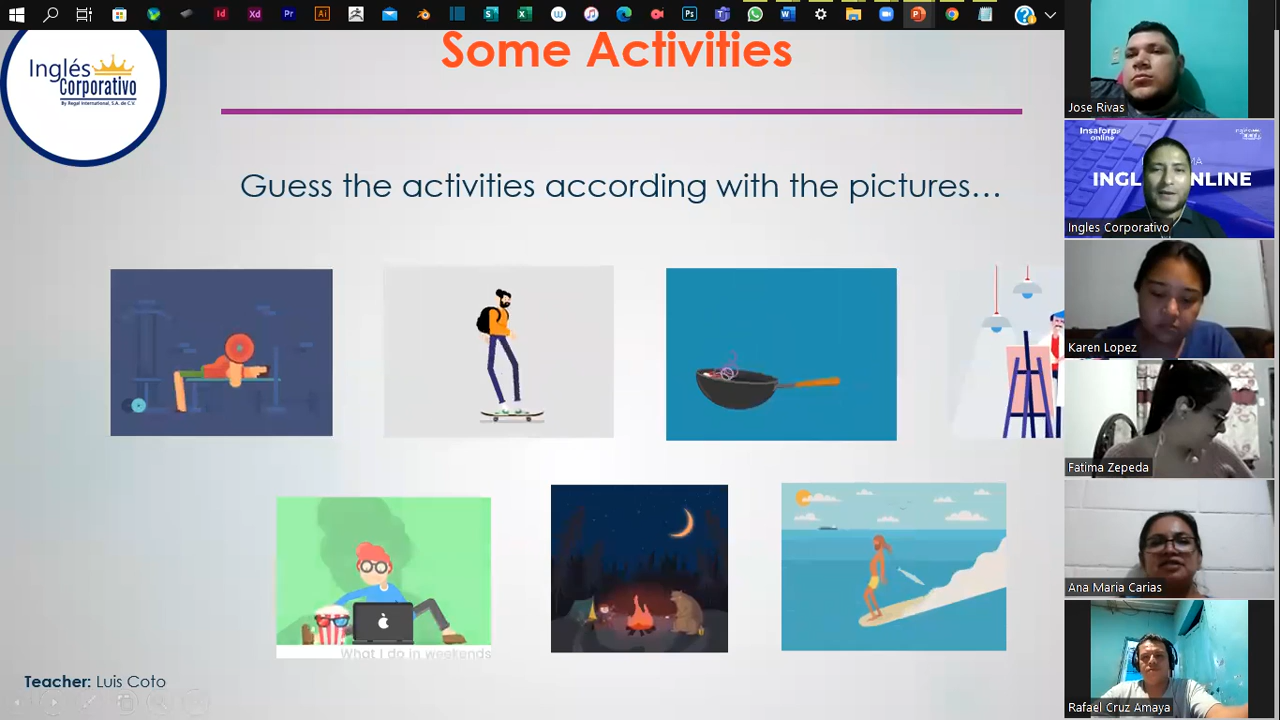 Some Activities
Inglés
Corporativo
By Regal International, S.A. de C.V.
Guess the activities according with the pictures...
What I do in weekends
Teacher: Luis Coto
Jose Rivas
Insaforp
online
INGL NLINE
Ingles Corporativo
Karen Lopez
Fatima Zepeda
Ana Maria Carias
Rafael Cruz Amaya